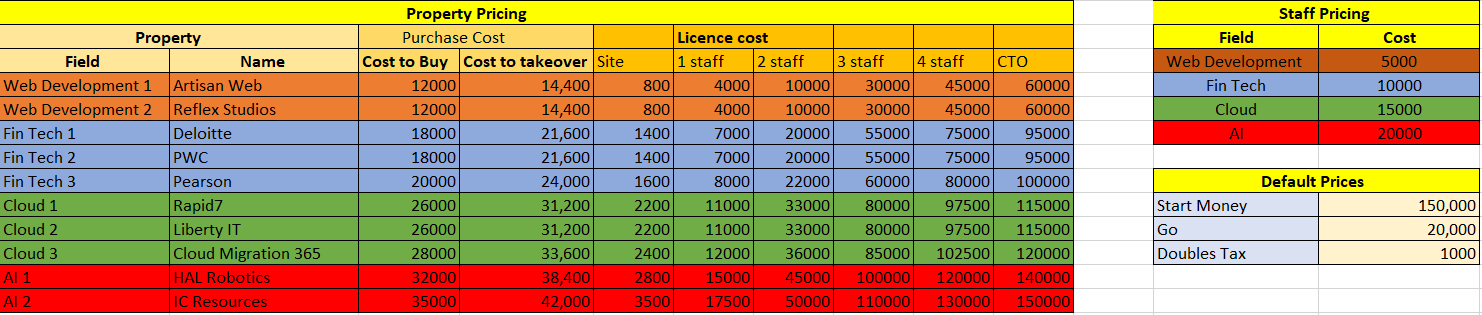 Property Pricing Staff Pricing
Property Purchase Cost Licence cost Field Cost
Field Name Cost to Buy Cost to takeover Site 1 staff 2 staff 3 staff 4 staff CTO Web Development 5000
Web Development 1 Artisan Web 12000 14,400 800 4000 10000 30000 45000 60000 Fin Tech 10000
Web Development 2 Reflex Studios 12000 14,400 800 4000 10000 30000 45000 60000 Cloud 15000
Fin Tech 1 Deloitte 18000 21,600 1400 7000 20000 55000 75000 95000 AI 20000
Fin Tech 2 PWC 18000 21,600 1400 7000 20000 55000 75000 95000
Fin Tech 3 Pearson 20000 24,000 1600 8000 22000 60000 80000 100000 Default Prices
Cloud 1 Rapid7 26000 31,200 2200 11000 33000 80000 97500 115000 Start Money 150,000
Cloud 2 Liberty IT 26000 31,200 2200 11000 33000 80000 97500 115000 Go 20,000
Cloud 3 Cloud Migration 365 28000 33,600 2400 12000 36000 85000 102500 120000 Doubles Tax 1000
AI 1 HAL Robotics 32000 38,400 2800 15000 45000 100000 120000 140000
AI 2 IC Resources 35000 42,000 3500 17500 50000 110000 130000 150000